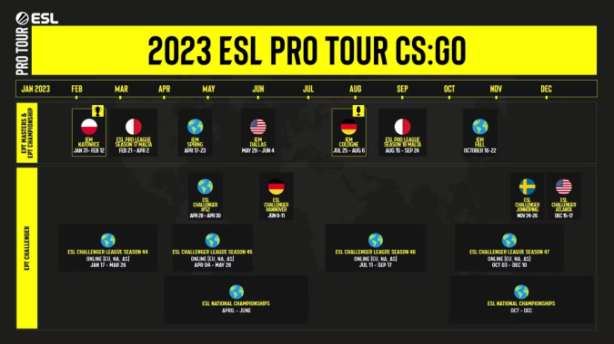 PRO TOUR
ESL
2023 ESL PRO TOUR CS:GO
JAN 2023 FEB MAR APR MAY JUN JUL AUG SEP OCT NOV DEC
EPT MASTERS &
EPT CHAMPIONSHIP
IEM
KATOWICE
JAN 31- FEB 12
ESL PRO LEAGUE
SEASON 17 MALTA
FEB 21 - APR 2
IEM
SPRING
APR 17-23
IEM
DALLAS
MAY 29 - JUN 4
IEM
COLOGNE
JUL 25 - AUG 6
ESL PRO LEAGUE
SEASON 18 MALTA
AUG 15 - SEP 24
IEM
FALL
OCTOBER 16-22
EPT CHALLENGER
ESL
CHALLENGER
APR 28 - APR 30
ESL
CHALLENGER
HANNOVER
JUN 9-11
ESL
CHALLENGER
JONKOPING
NOV 24-26
ESL
CHALLENGER
ATLANTA
DEC 15-17
ESL CHALLENGER LEAGUE SEASON 44
ONLINE [EU, NA, AS]
JAN 17 - MAR 26
ESL CHALLENGER LEAGUE SEASON 45
ONLINE [EU, NA, AS]
APR 04 - MAY 28
ESL CHALLENGER LEAGUE SEASON 46
ONLINE [EU, NA, AS]
JUL 11 - SEP 17
ESL CHALLENGER LEAGUE SEASON 47
ONLINE [EU, NA, AS]
OCT 03 - DEC 10
ESL NATIONAL CHAMPIONSHIPS
APRIL - JUNE
ESL NATIONAL CHAMPIONSHIPS
OCT - DEC